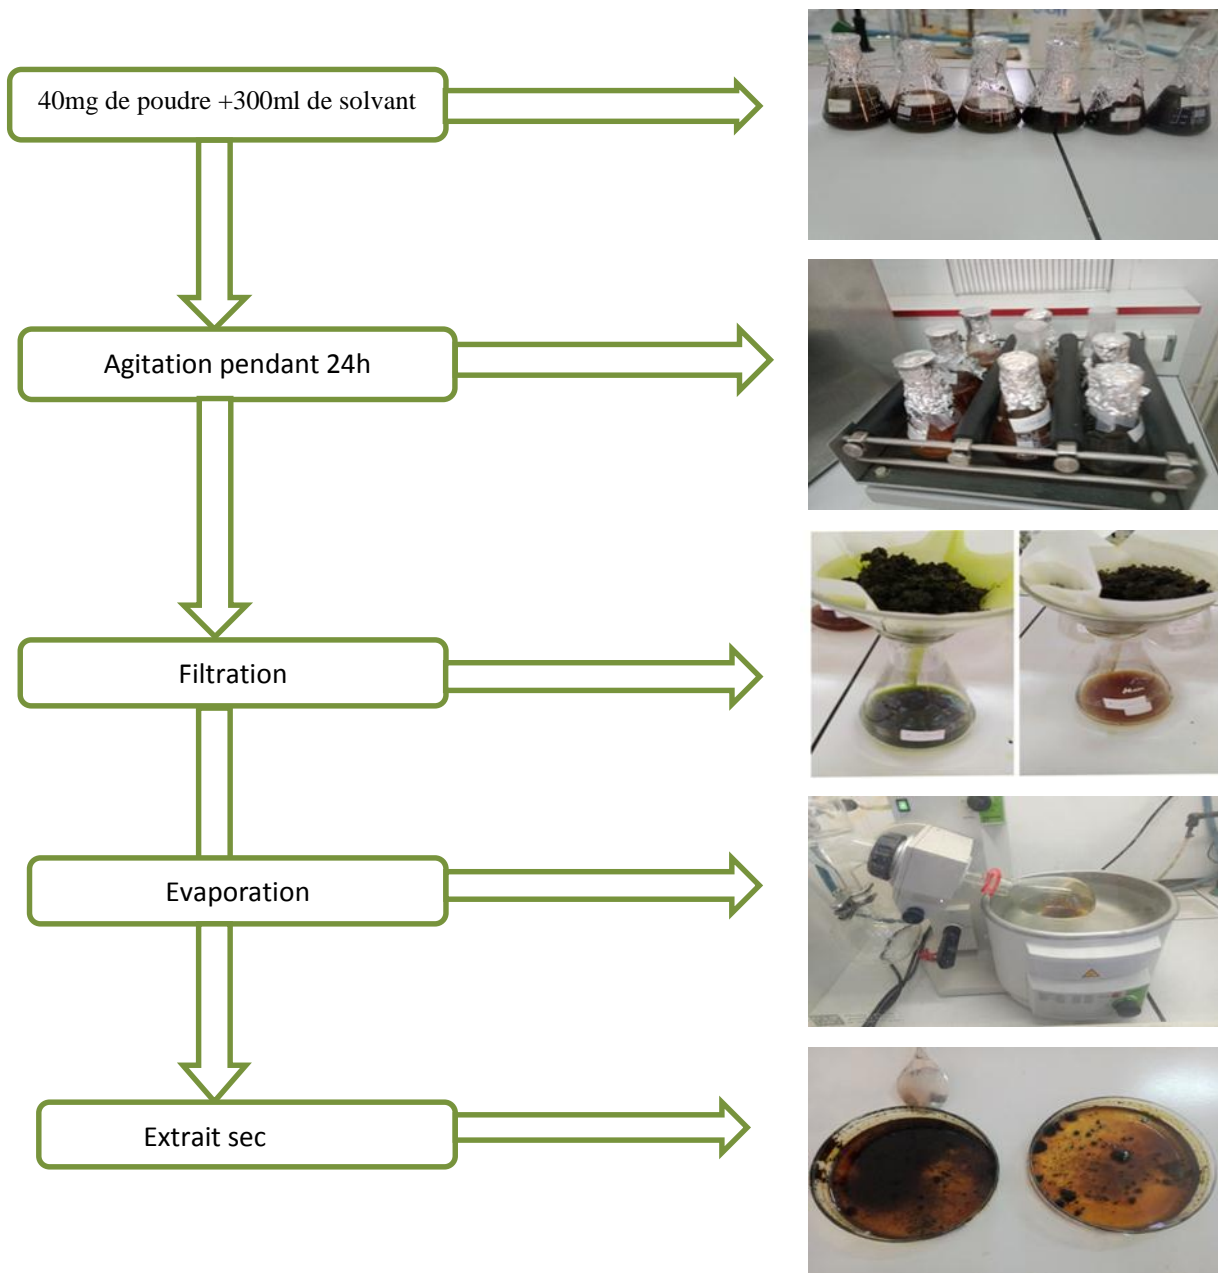 40mg de poudre +300ml de solvant
Agitation pendant 24h
Filtration
Evaporation
Extrait sec